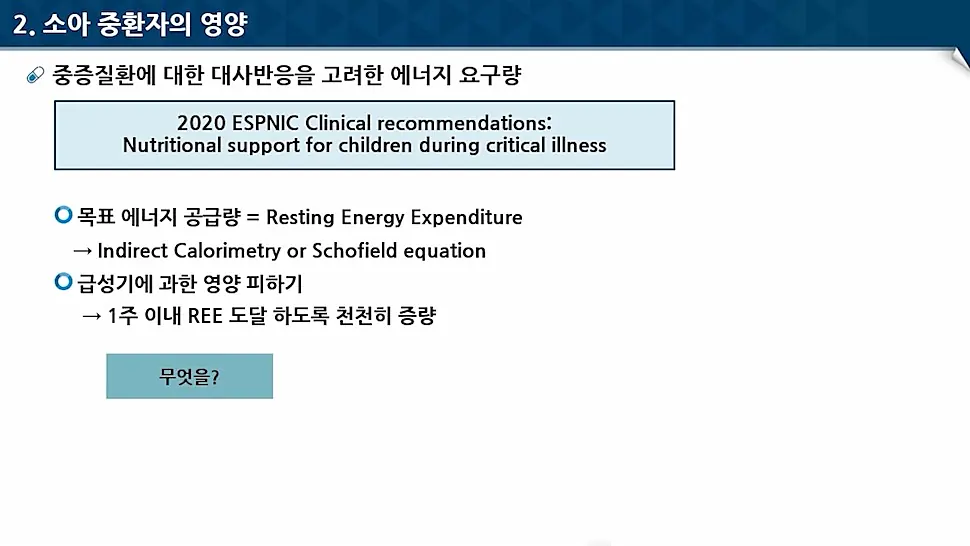 2. 소아 중환자의 영양
중증질환에 대한 대사반응을 고려한 에너지 요구량
2020 ESPNIC Clinical recommendations:
Nutritional support for children during critical illness
목표 에너지 공급량 = Resting Energy Expenditure
→ Indirect Calorimetry or Schofield equation
급성기에 과한 영양 피하기
→ 1주 이내 REE 도달 하도록 천천히 증량
무엇을?